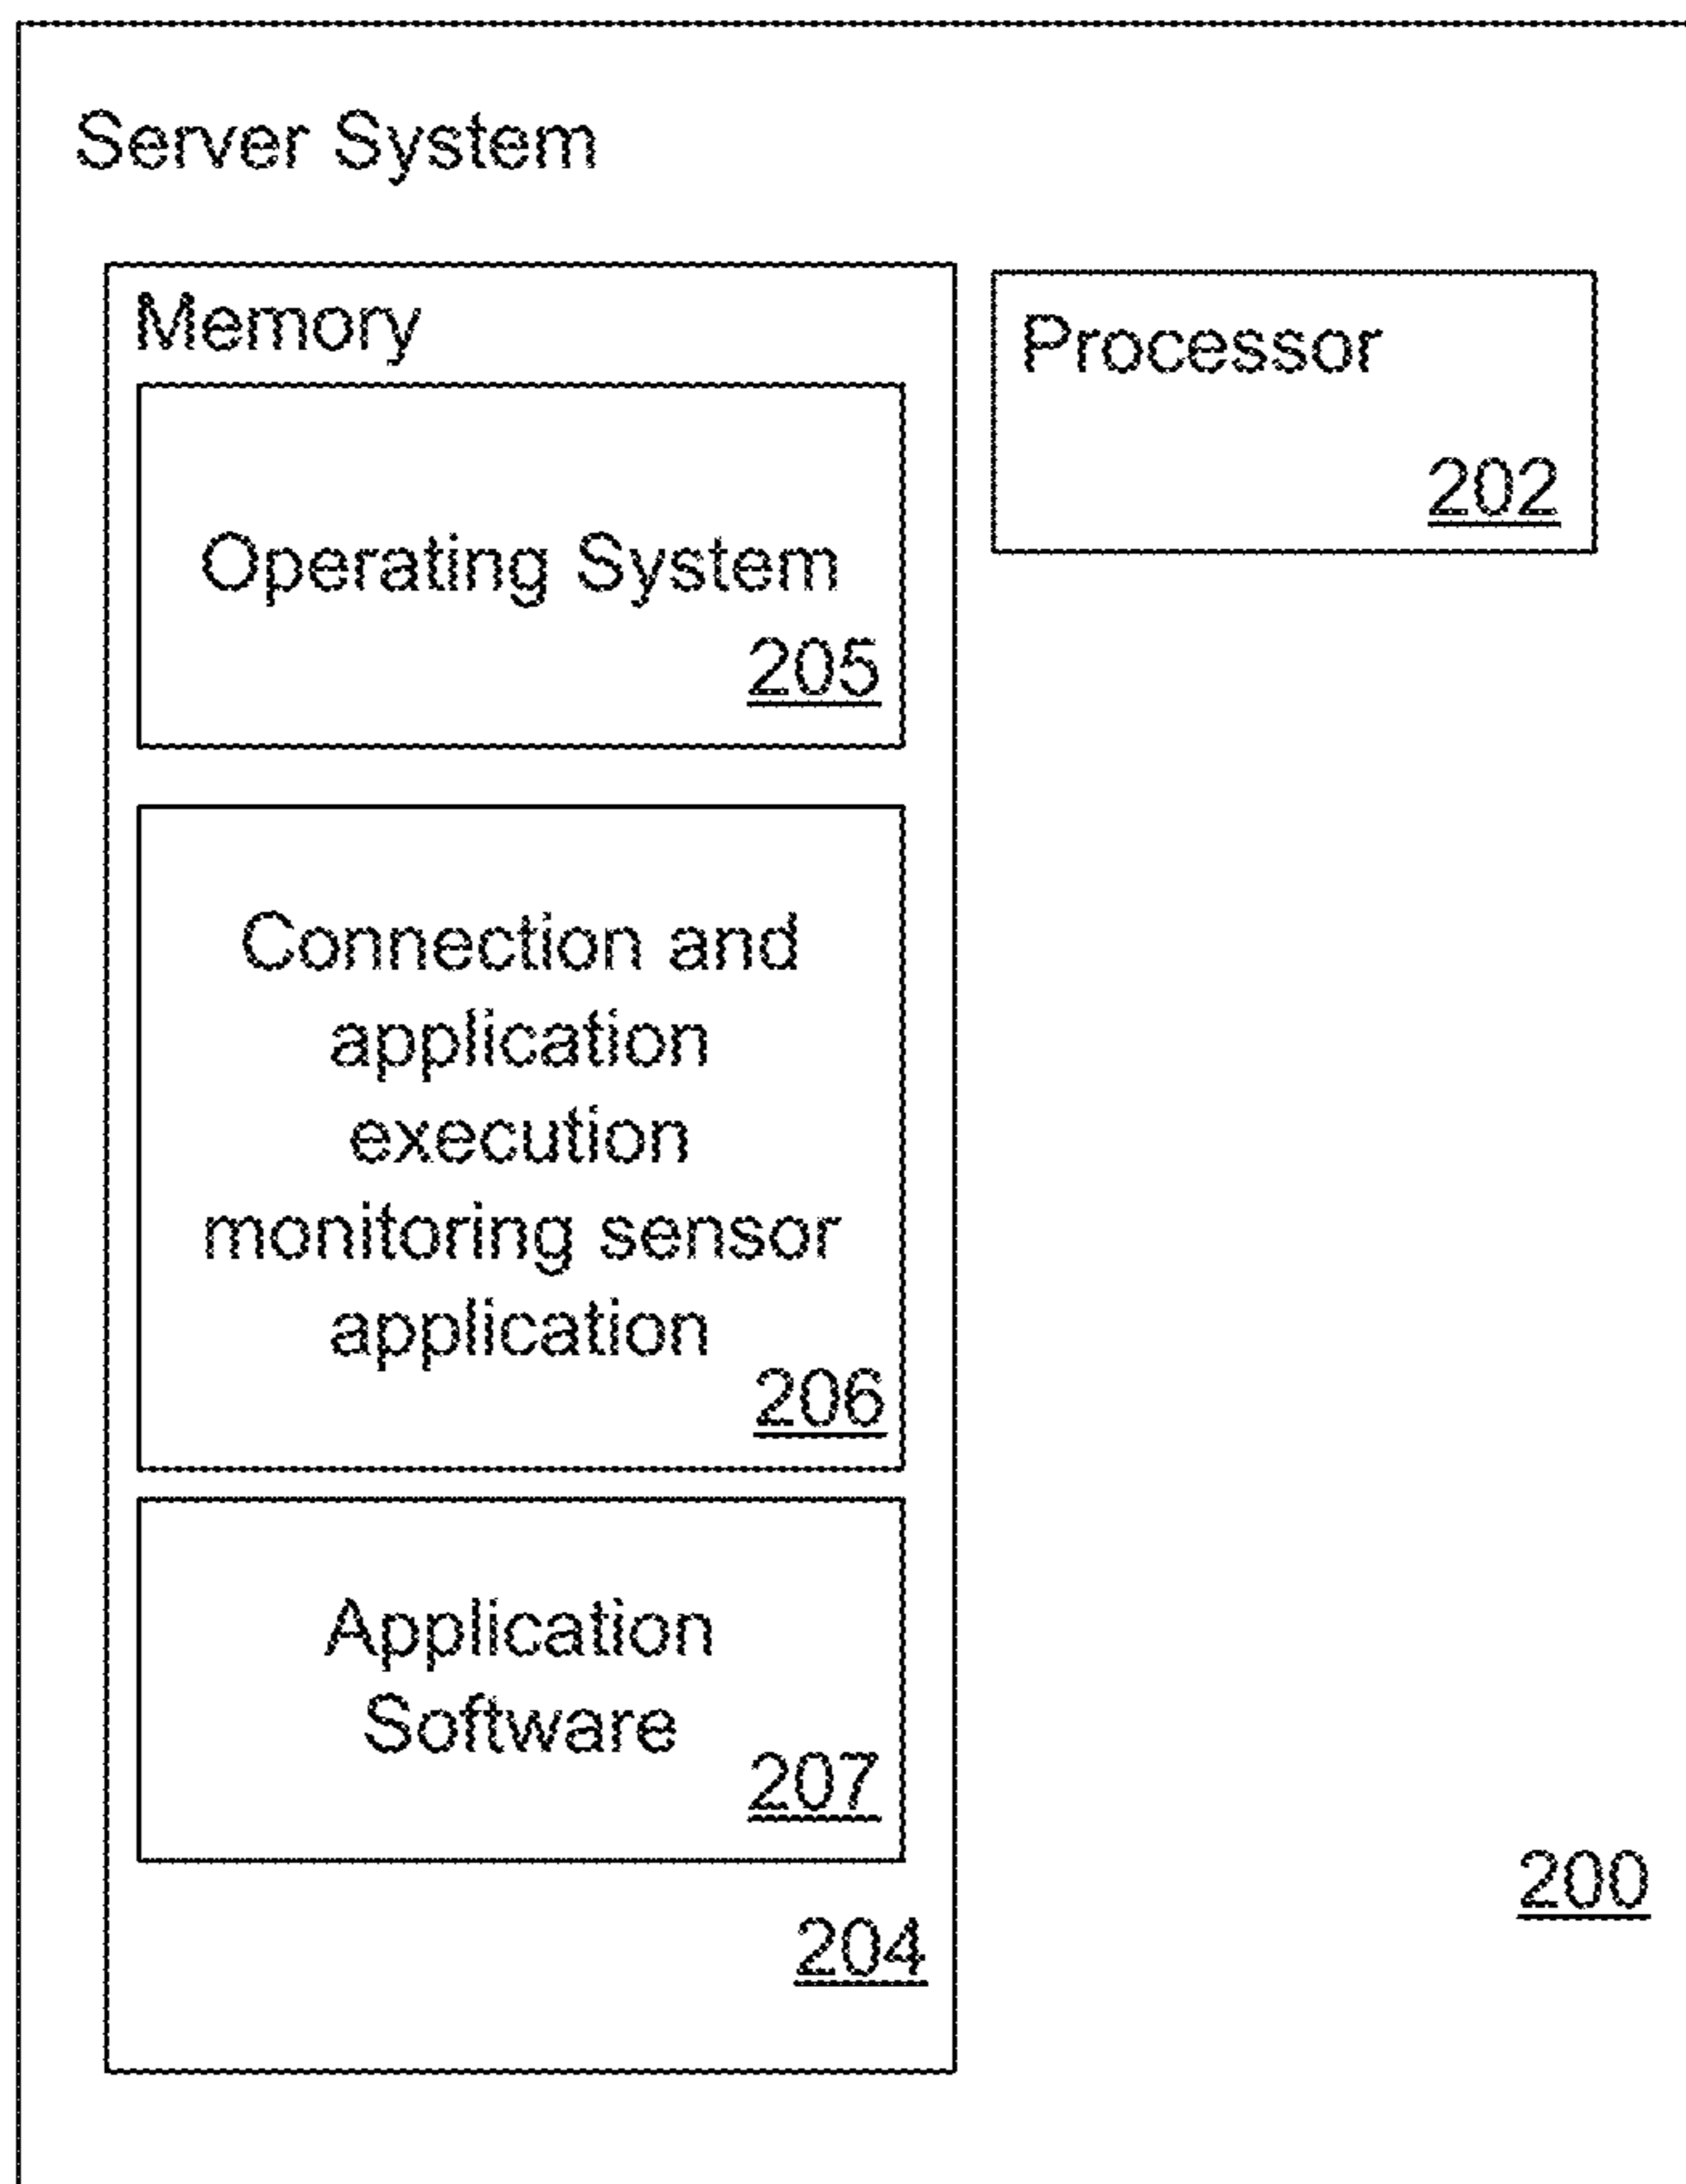 Server System
Memory
Processor
202
Operating System
205
Connection and
application
execution
monitoring sensor
application
206
Application
Software
207
204
200